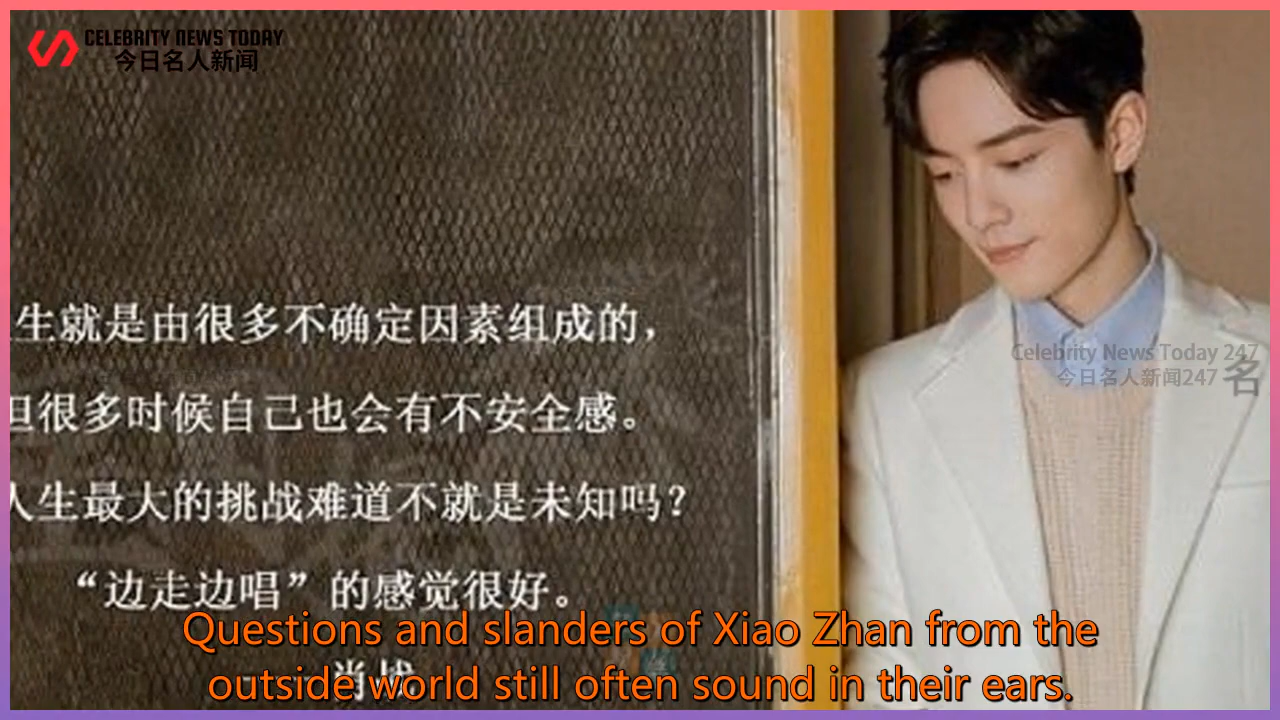 CELEBRITY NEWS TODAY
今日名人新闻
生就是由很多不确定因素组成的，
但很多时候自己也会有不安全感。
人生最大的挑战难道不就是未知吗？
“边走边唱”的感觉很好。
肖战
Celebrity News Today 247
今日名人新闻247
名
Questions and slanders of Xiao Zhan from the
outside world still often sound in their ears.